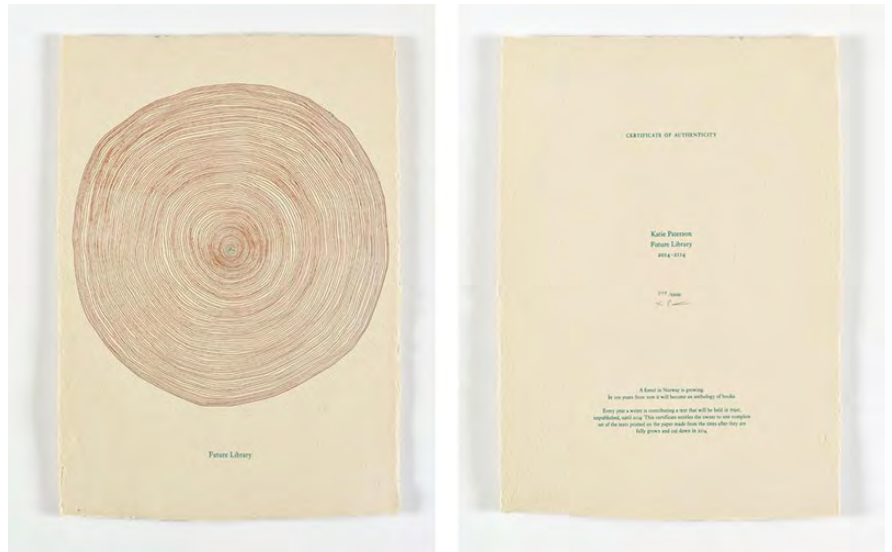 Future Library
CERTIFICATE OF AUTHENTICITY
Katie Paterson
Future Library
2014–2114
issue
A forest in Norway is growing.
In 100 years from now it will become an anthology of books.
Every year a writer is contributing a text that will be held in trust,
unpublished, until 2114. This certificate entitles the owner to one complete
set of the texts printed on the paper made from the trees after they are
fully grown and cut down in 2114.